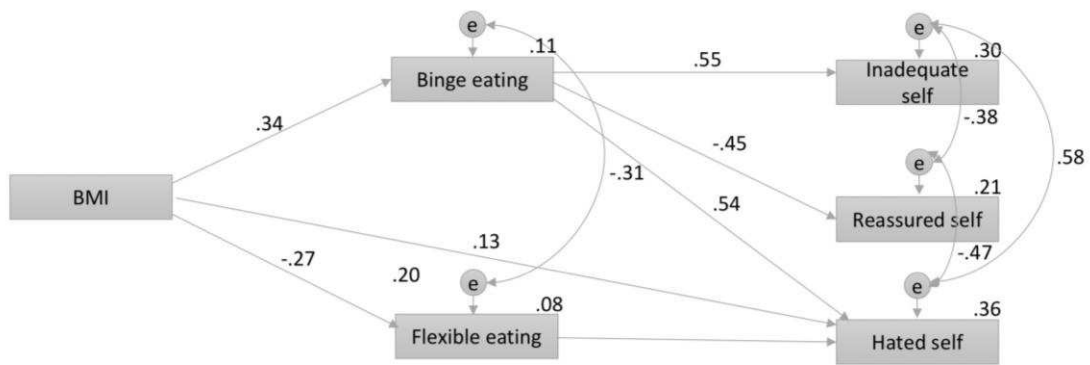 e
.11
Binge eating
.55
e
.30
Inadequate
self
.34
-.38
-.45
e
.58
-.31
BMI
.54
.21
Reassured self
.13
-.47
-.27
.20
e
e
.08
.36
Flexible eating
Hated self